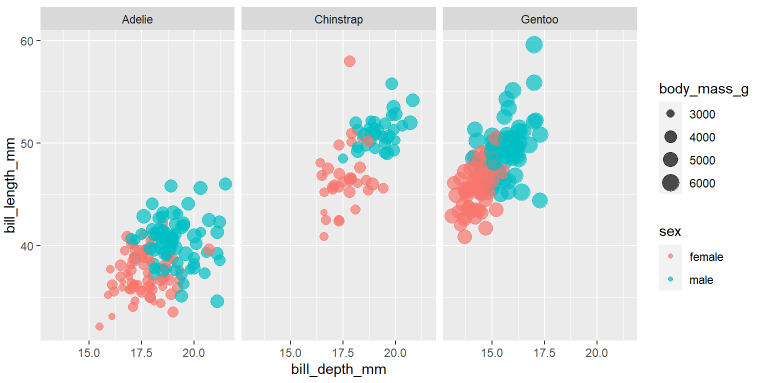 Adelie
Chinstrap
Gentoo
60
50
40
bill_length_mm
15.0 17.5 20.0
15.0 17.5 20.0
15.0 17.5 20.0
bill_depth_mm
body_mass_g
3000
4000
5000
6000
sex
female
male